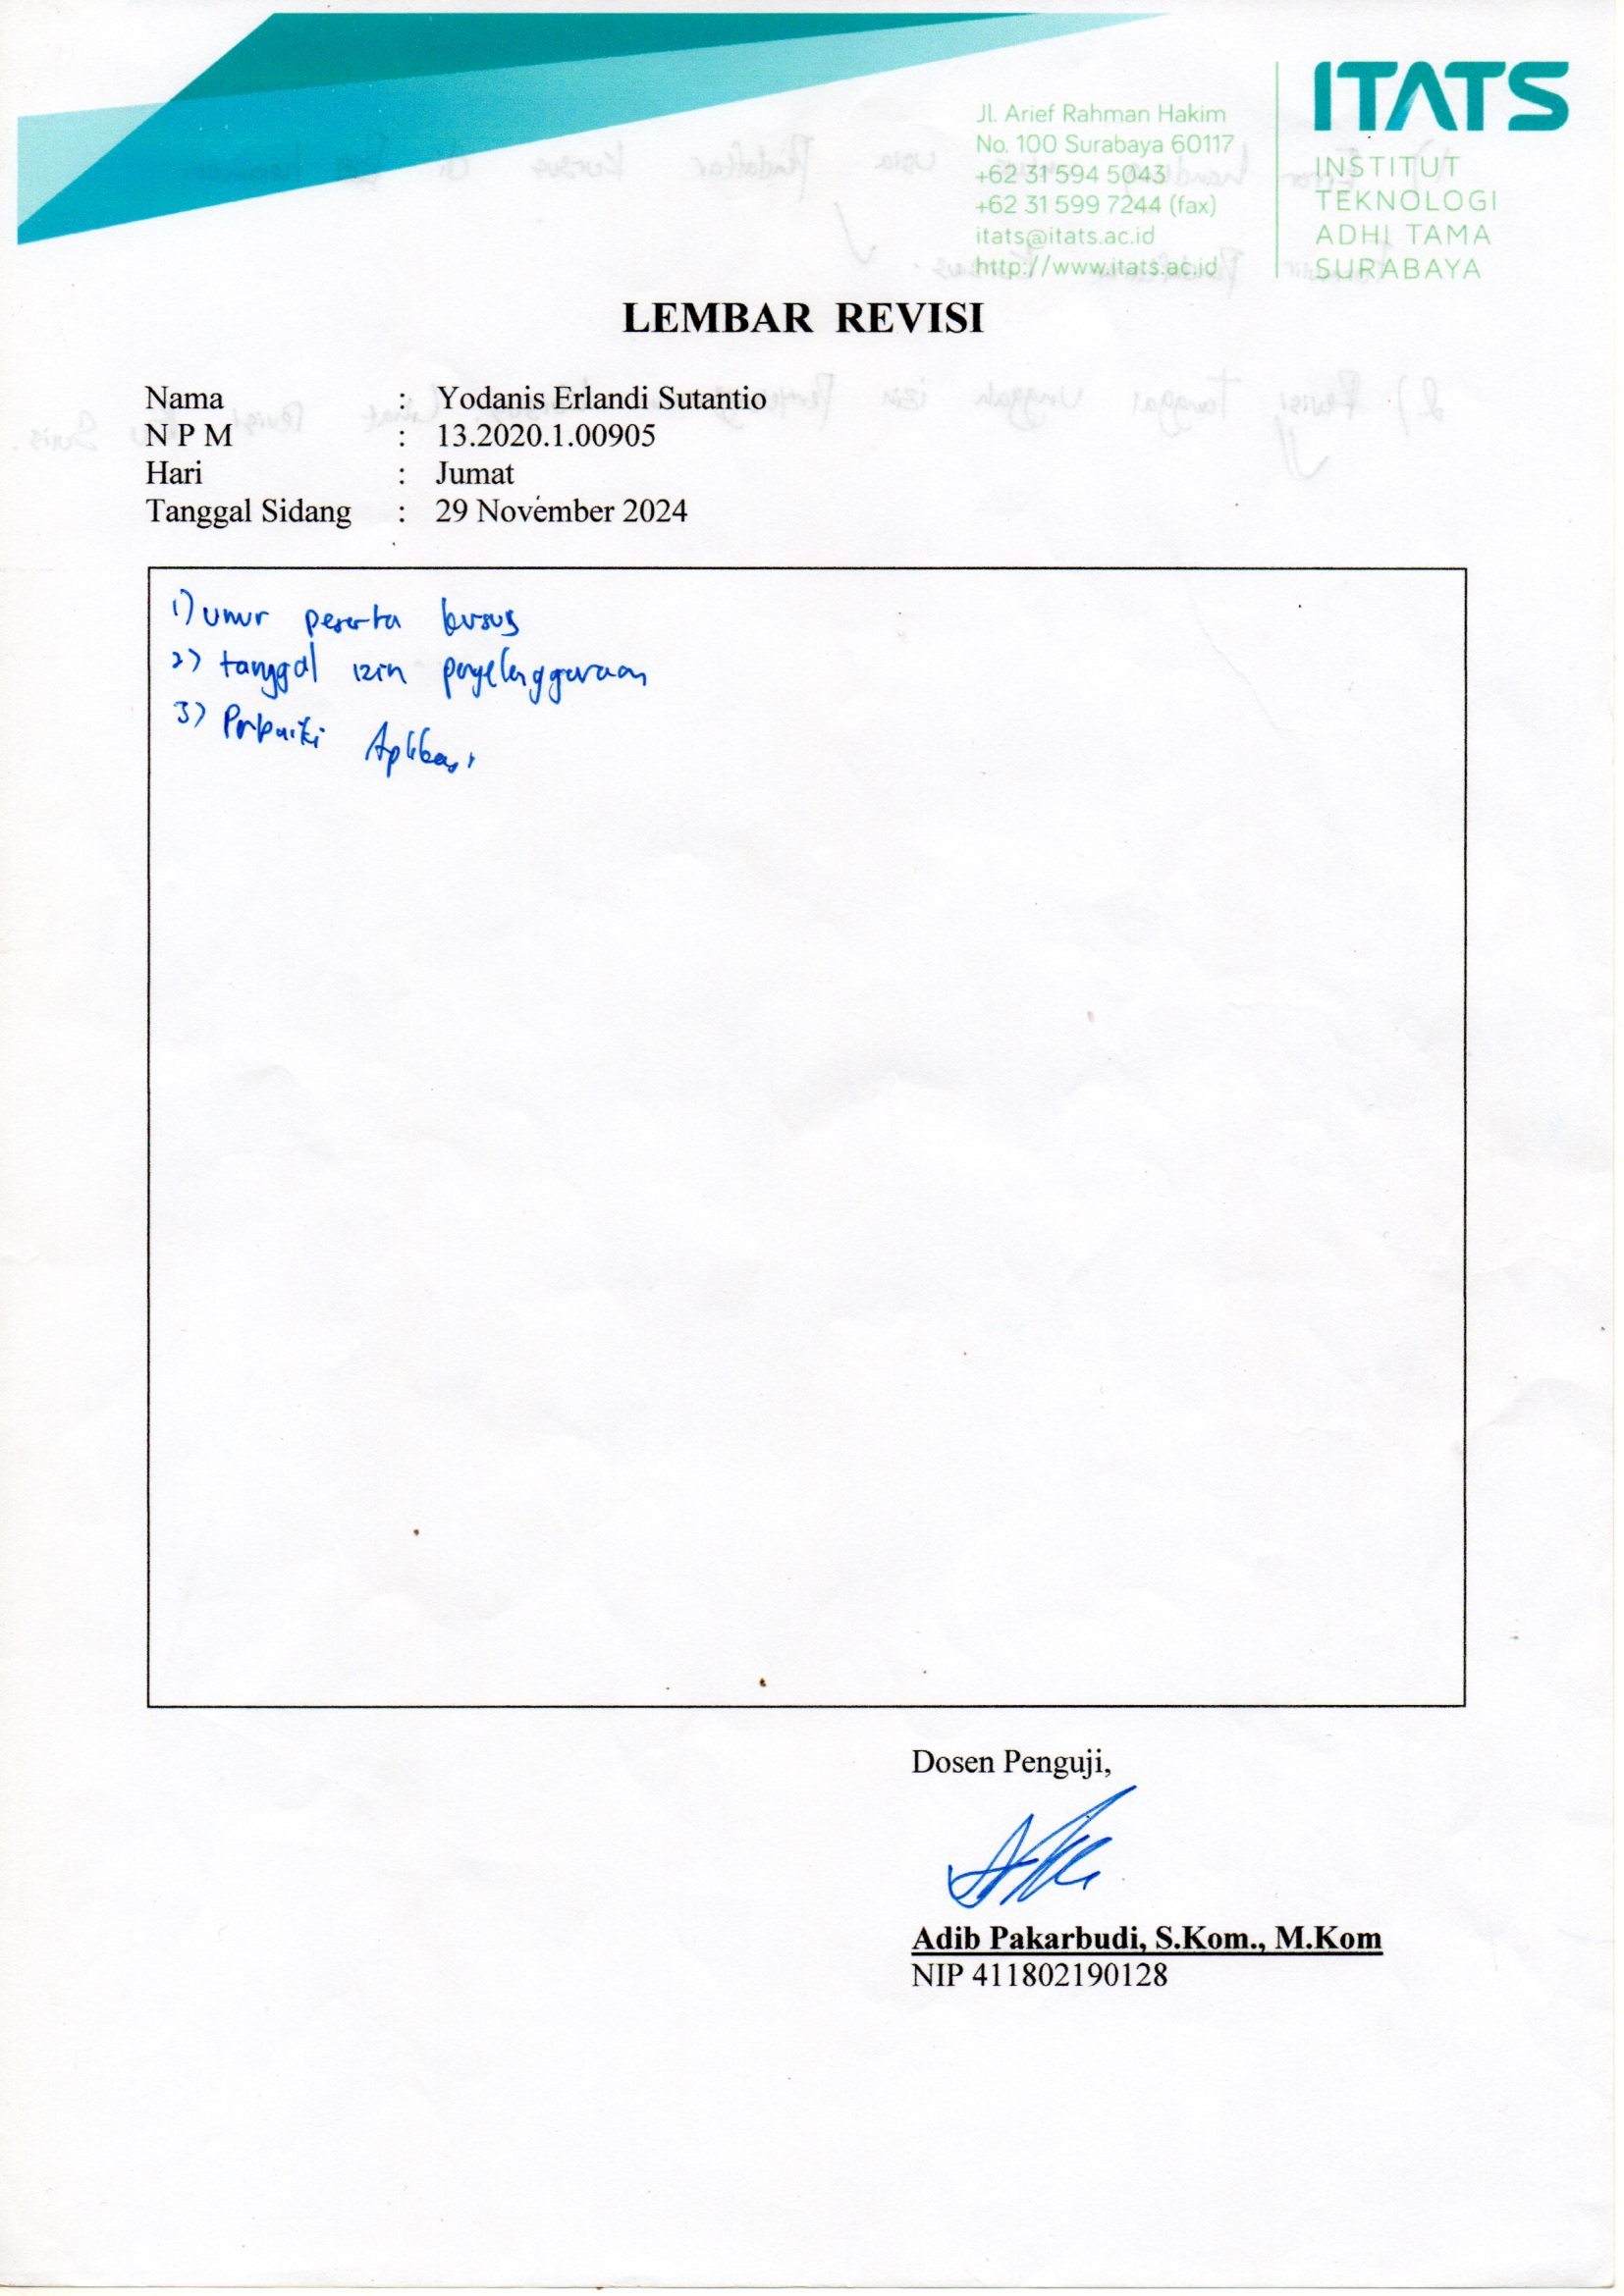 ITATS
Jl. Arief Rahman Hakim
No. 100 Surabaya 60117
+62 31 594 5043
+62 31 599 7244 (fax)
itats@itats.ac.id
http://www.itats.ac.id
INSTITUT
TEKNOLOGI
ADHI TAMA
SURABAYA
LEMBAR REVISI
Nama : Yodanis Erlandi Sutantio
N P M : 13.2020.1.00905
Hari : Jumat
Tanggal Sidang : 29 November 2024
1) umur peserta kursus
2) tanggal izin penyelenggaraan
3) Perbaiki Aplikasi
Dosen Penguji,
Adib Pakarbudi, S.Kom., M.Kom
NIP 411802190128